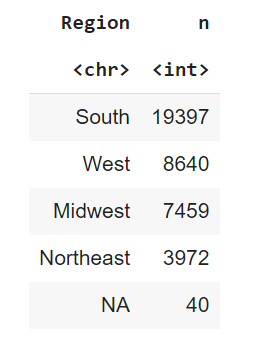 Region n
<chr> <int>
South 19397
West 8640
Midwest 7459
Northeast 3972
NA 40